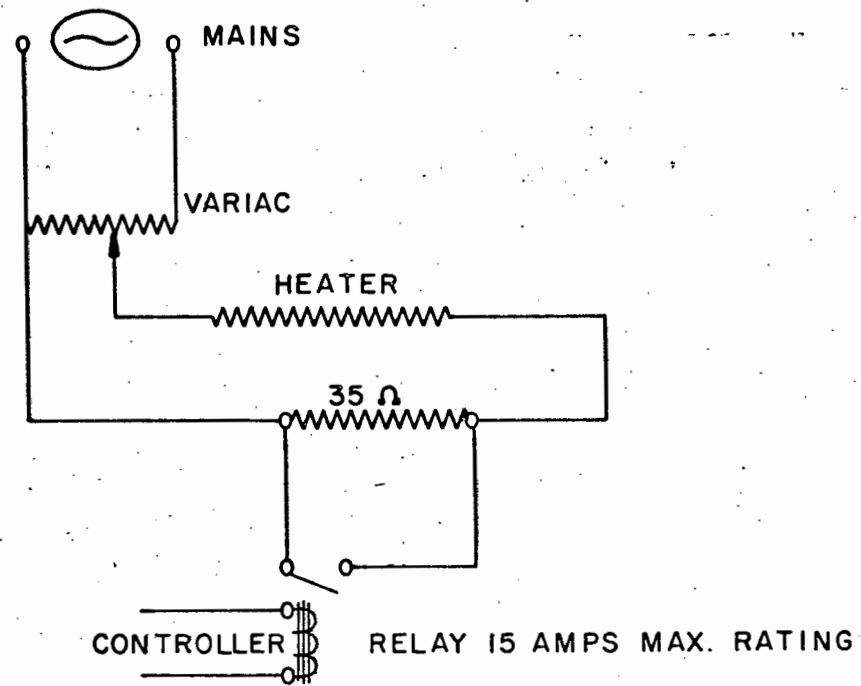 MAINS
VARIAC
HEATER
35 Ω
CONTROLLER
RELAY 15 AMPS MAX. RATING